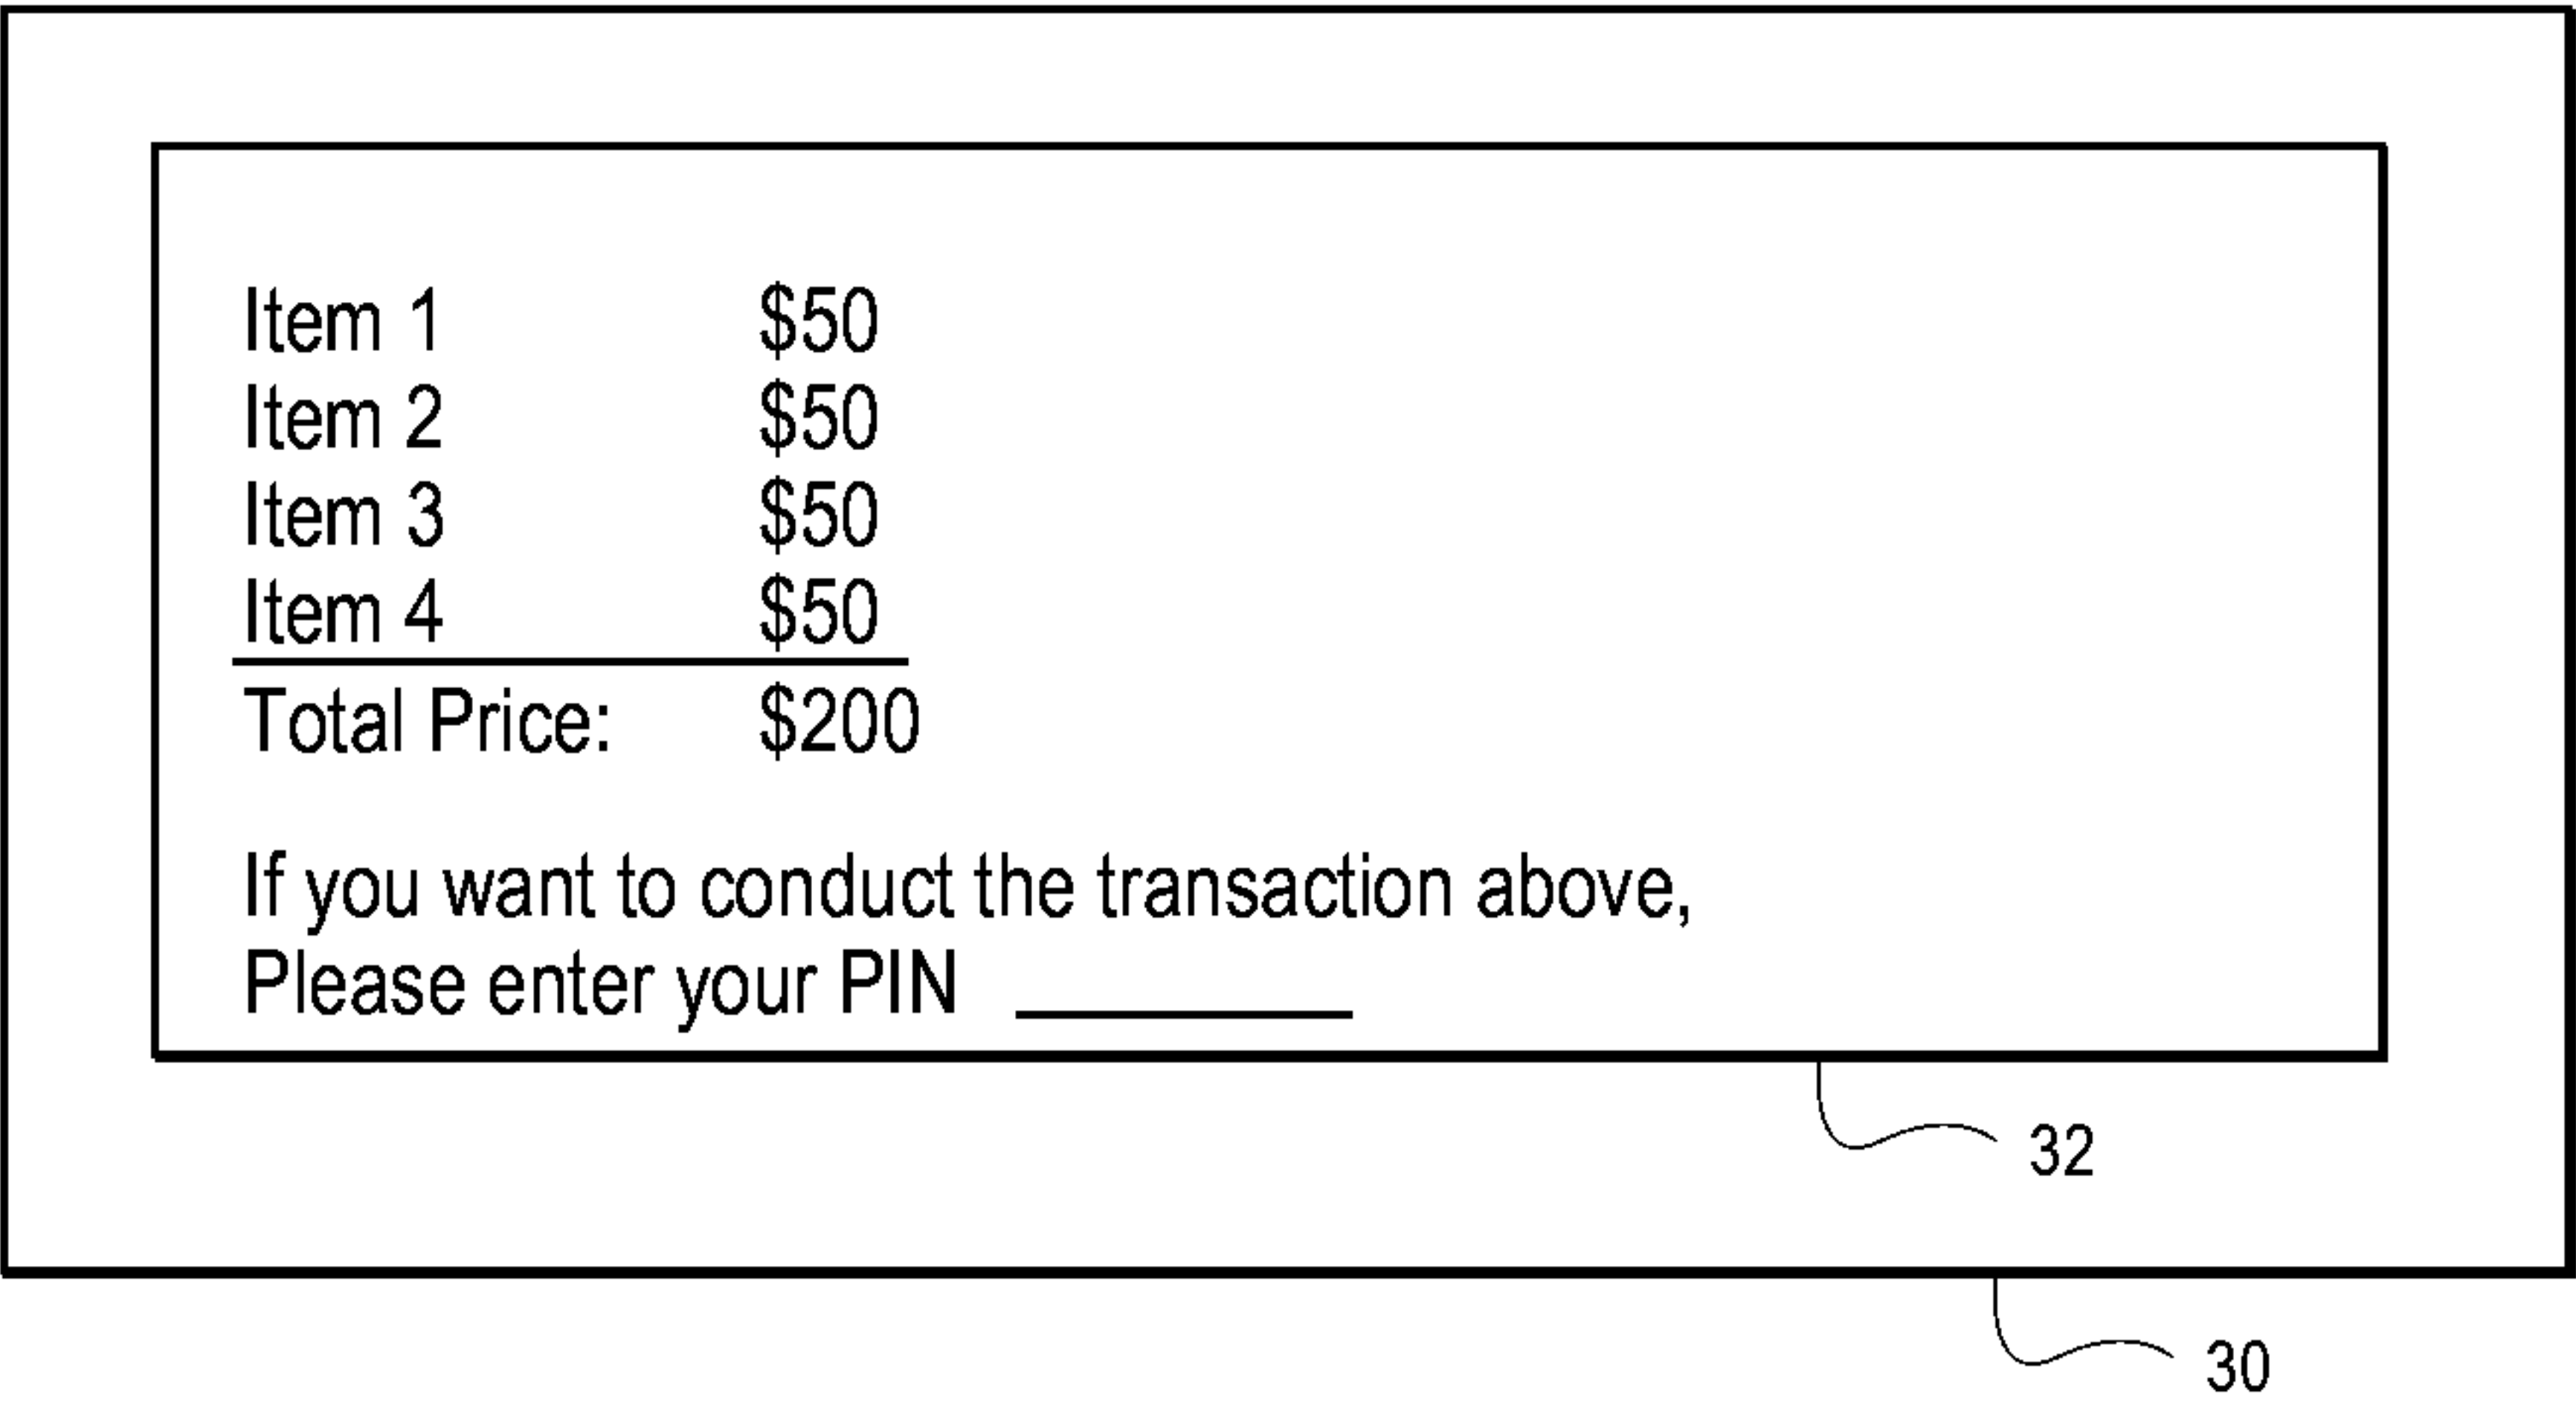 Item 1 $50
Item 2 $50
Item 3 $50
Item 4 $50
Total Price: $200
If you want to conduct the transaction above,
Please enter your PIN
32
30